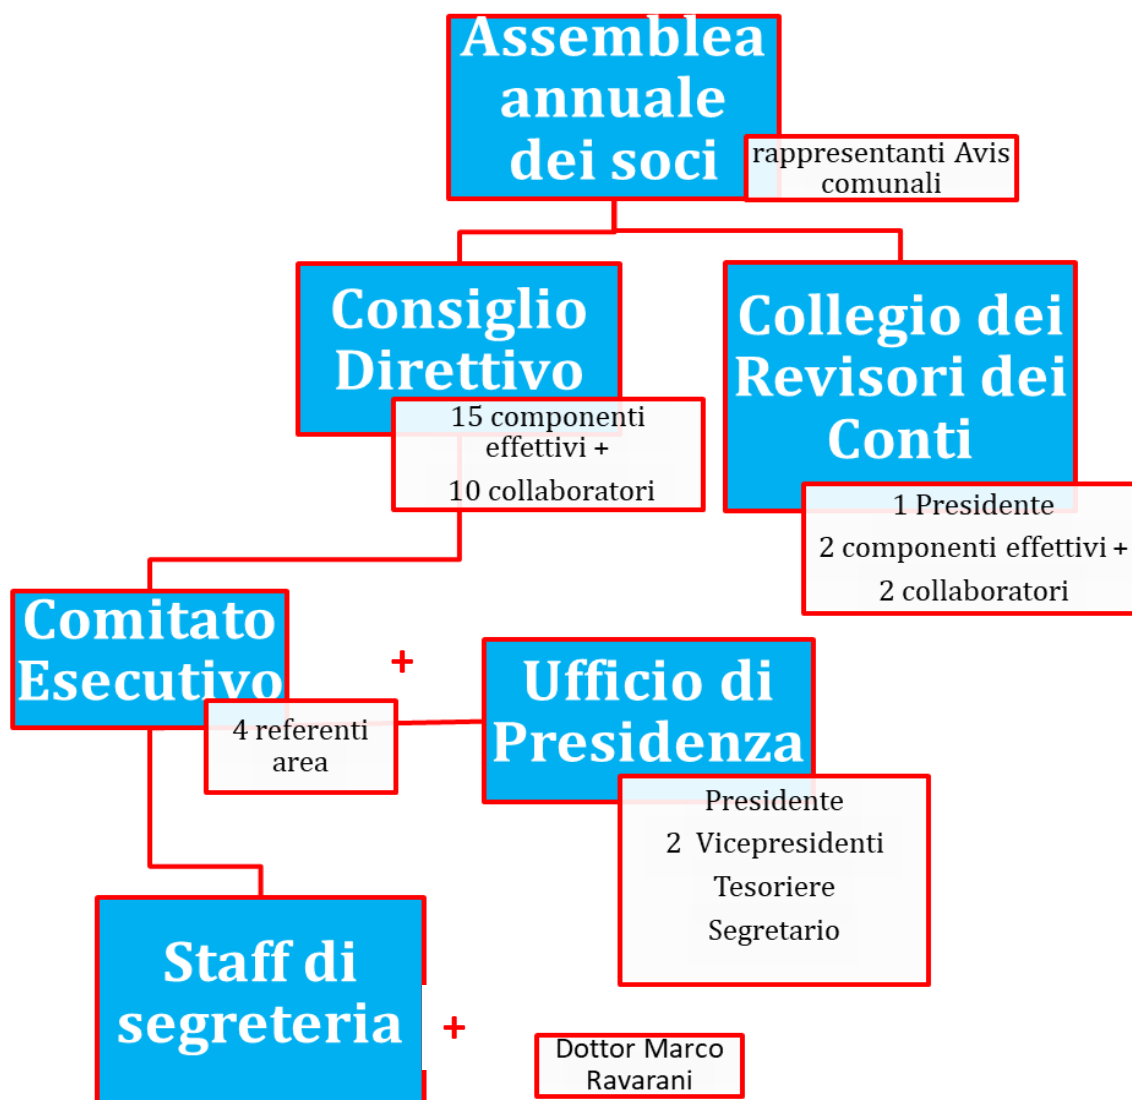 Assemblea
annuale
dei soci
rappresentanti Avis
comunali
Consiglio
Direttivo
15 componenti
effettivi +
10 collaboratori
Collegio dei
Revisori dei
Conti
1 Presidente
2 componenti effettivi +
2 collaboratori
Comitato
Esecutivo
4 referenti
area
+
Ufficio di
Presidenza
Presidente
2 Vicepresidenti
Tesoriere
Segretario
Staff di
segreteria
+
Dottor Marco
Ravarani